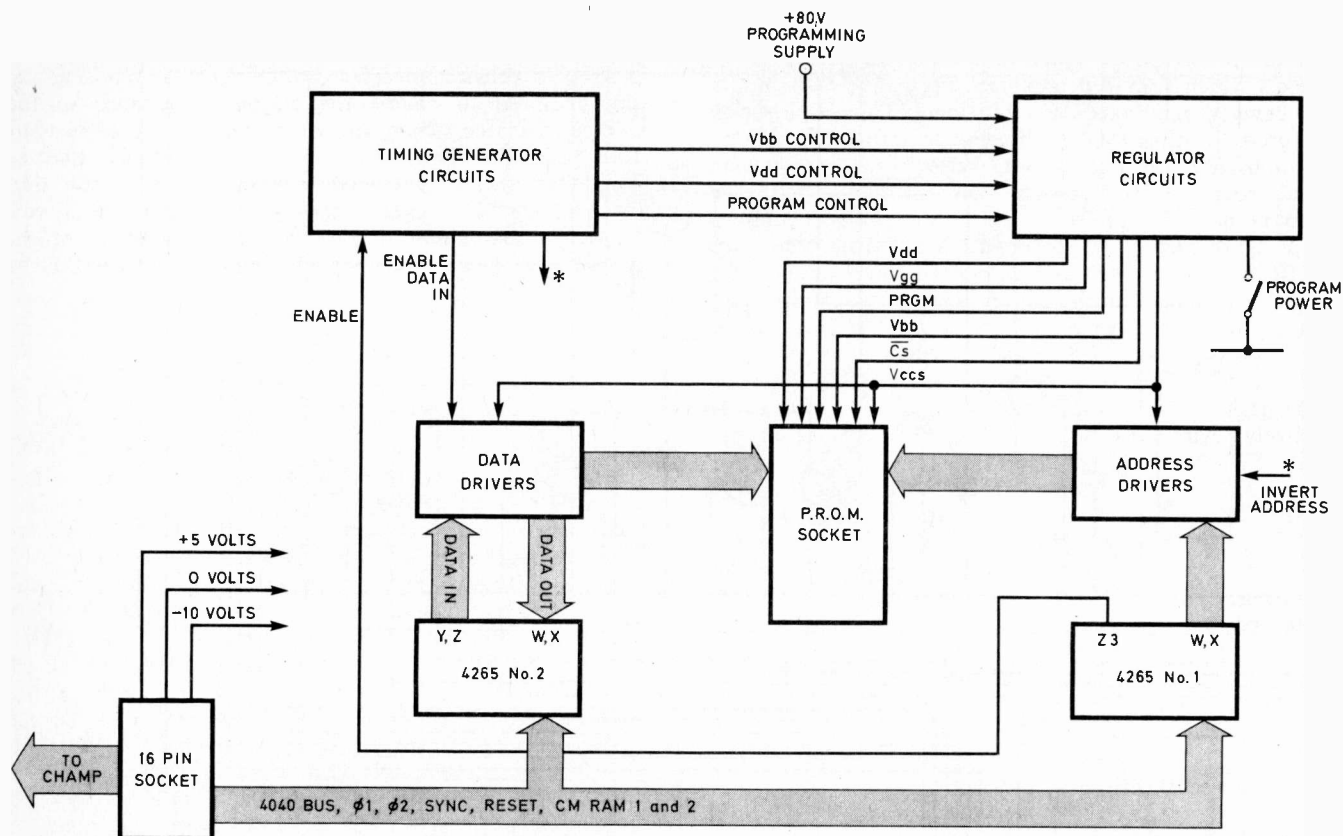 +80V
PROGRAMMING
SUPPLY
TIMING GENERATOR
CIRCUITS
Vbb CONTROL
Vdd CONTROL
PROGRAM CONTROL
REGULATOR
CIRCUITS
ENABLE
DATA
IN
*
ENABLE
Vdd
Vgg
PRGM
Vbb
C̅s̅
Vccs
PROGRAM
POWER
DATA
DRIVERS
P.R.O.M.
SOCKET
ADDRESS
DRIVERS
*
INVERT
ADDRESS
+5 VOLTS
0 VOLTS
-10 VOLTS
DATA IN
DATA OUT
Y, Z
W, X
4265 No.2
Z3
W, X
4265 No.1
TO
CHAMP
16 PIN
SOCKET
4040 BUS, ϕ1, ϕ2, SYNC, RESET, CM RAM 1 and 2